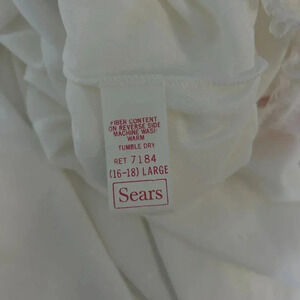 FIBER CONTENT
ON REVERSE SIDE
MACHINE WASH
WARM
TUMBLE DRY
RET 7184
(16-18) LARGE
Sears